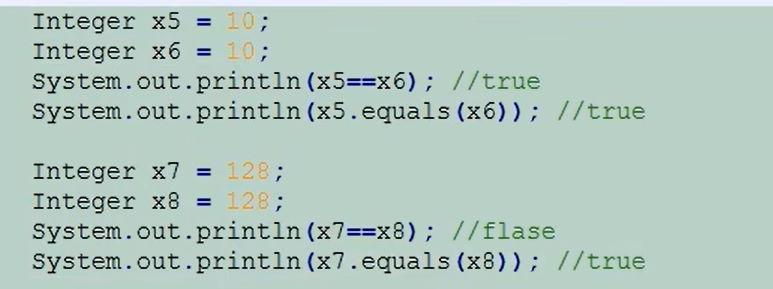 Integer x5 = 10;
Integer x6 = 10;
System.out.println(x5==x6); //true
System.out.println(x5.equals(x6)); //true
Integer x7 = 128;
Integer x8 = 128;
System.out.println(x7==x8); //flase
System.out.println(x7.equals(x8)); //true